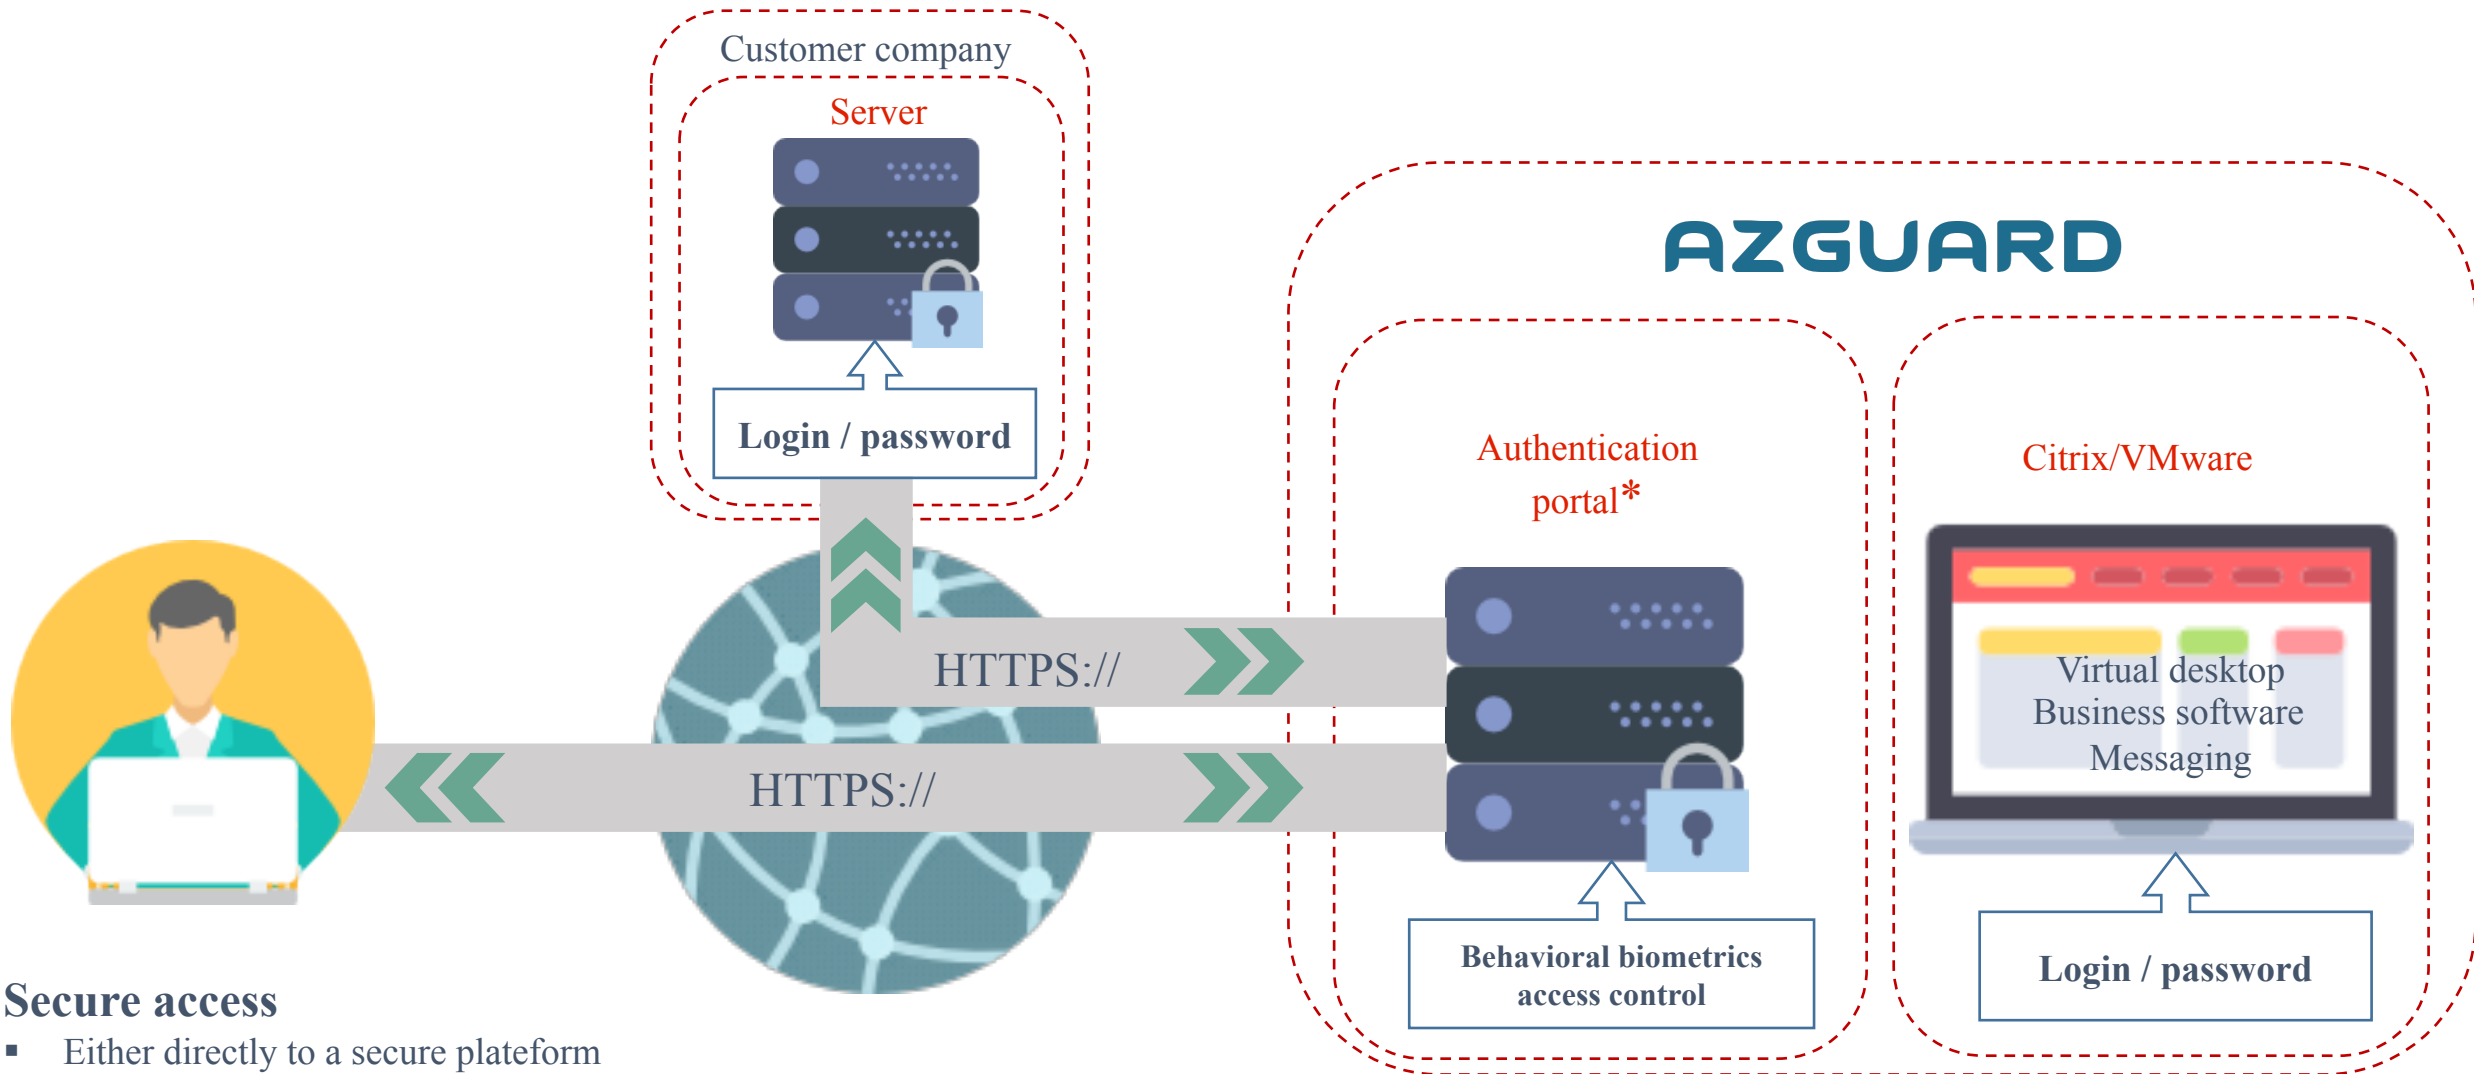 Customer company
Server
Login / password
AZGUARD
Authentication
portal*
Citrix/VMware
HTTPS://
Virtual desktop
Business software
Messaging
HTTPS://
Behavioral biometrics
access control
Login / password
Secure access
▪ Either directly to a secure plateform